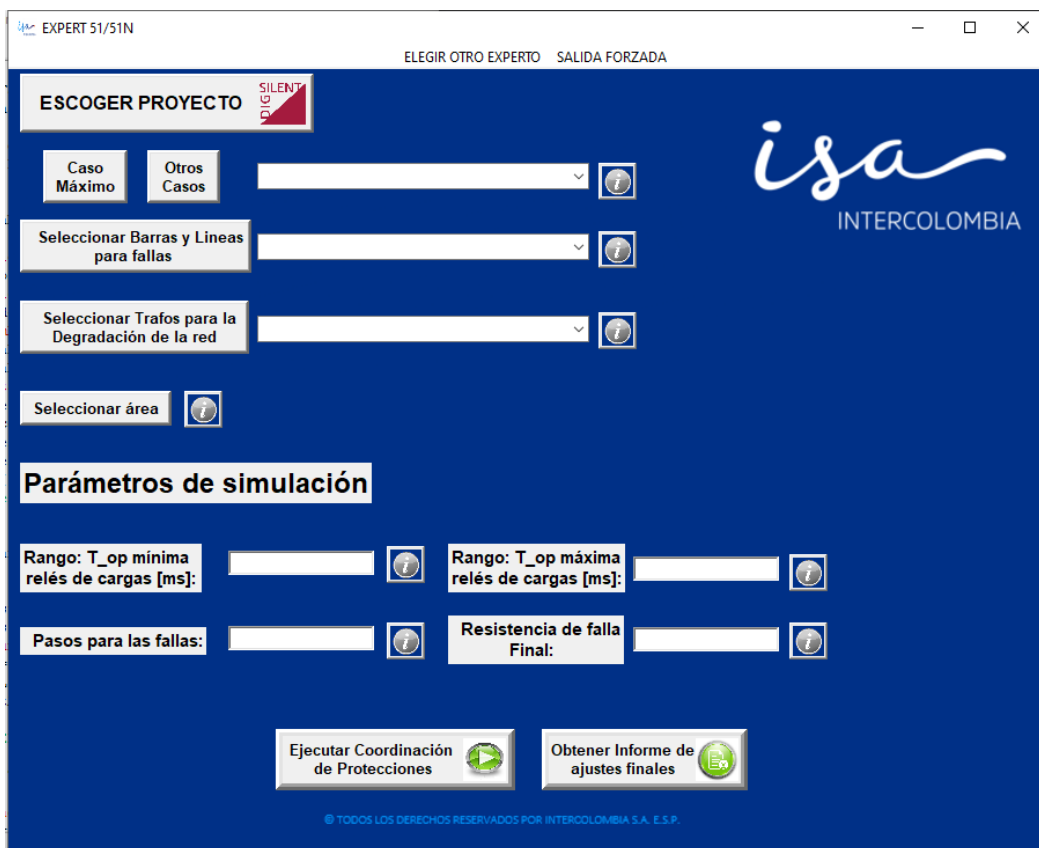 EXPERT 51/51N
ELEGIR OTRO EXPERTO SALIDA FORZADA
ESCOGER PROYECTO
DIG
SILENT
isa
INTERCOLOMBIA
Caso
Máximo
Otros
Casos
Seleccionar Barras y Lineas
para fallas
Seleccionar Trafos para la
Degradación de la red
Seleccionar área
Parámetros de simulación
Rango: T_op mínima
relés de cargas [ms]:
Rango: T_op máxima
relés de cargas [ms]:
Pasos para las fallas:
Resistencia de falla
Final:
Ejecutar Coordinación
de Protecciones
Obtener Informe de
ajustes finales
© TODOS LOS DERECHOS RESERVADOS POR INTERCOLOMBIA S.A. E.S.P.